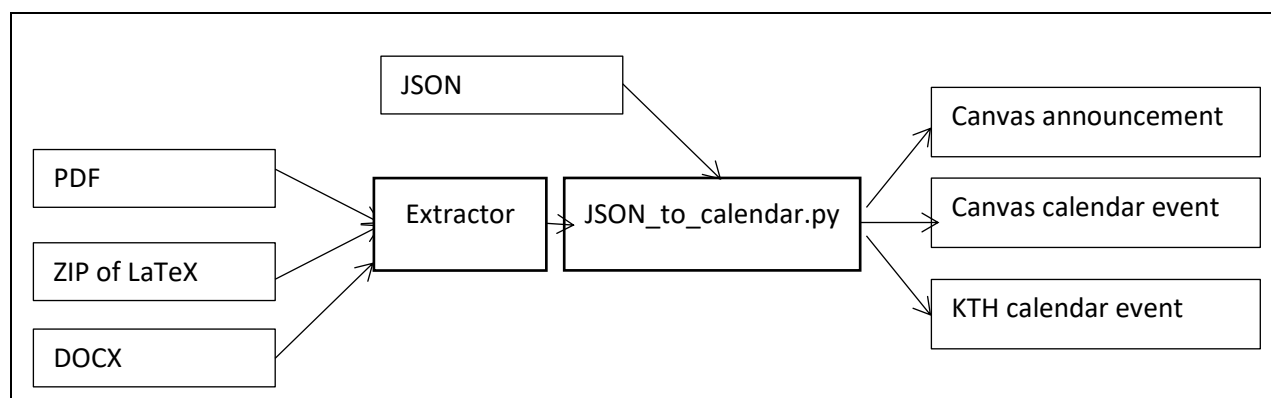 JSON
PDF
ZIP of LaTeX
DOCX
Extractor
JSON_to_calendar.py
Canvas announcement
Canvas calendar event
KTH calendar event